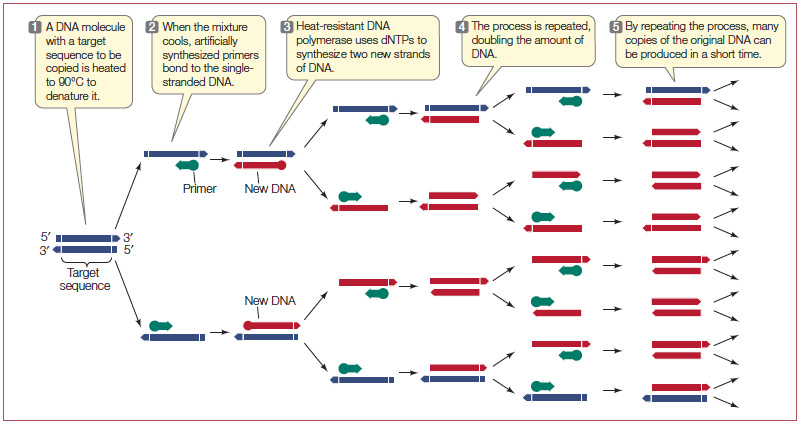 1 A DNA molecule
with a target
sequence to be
copied is heated
to 90ºC to
denature it.
2 When the mixture
cools, artificially
synthesized primers
bond to the single-
stranded DNA.
3 Heat-resistant DNA
polymerase uses dNTPs to
synthesize two new strands
of DNA.
4 The process is repeated,
doubling the amount of
DNA.
5 By repeating the process, many
copies of the original DNA can
be produced in a short time.
Primer
New DNA
5′ 3′
3′ 5′
Target
sequence
New DNA